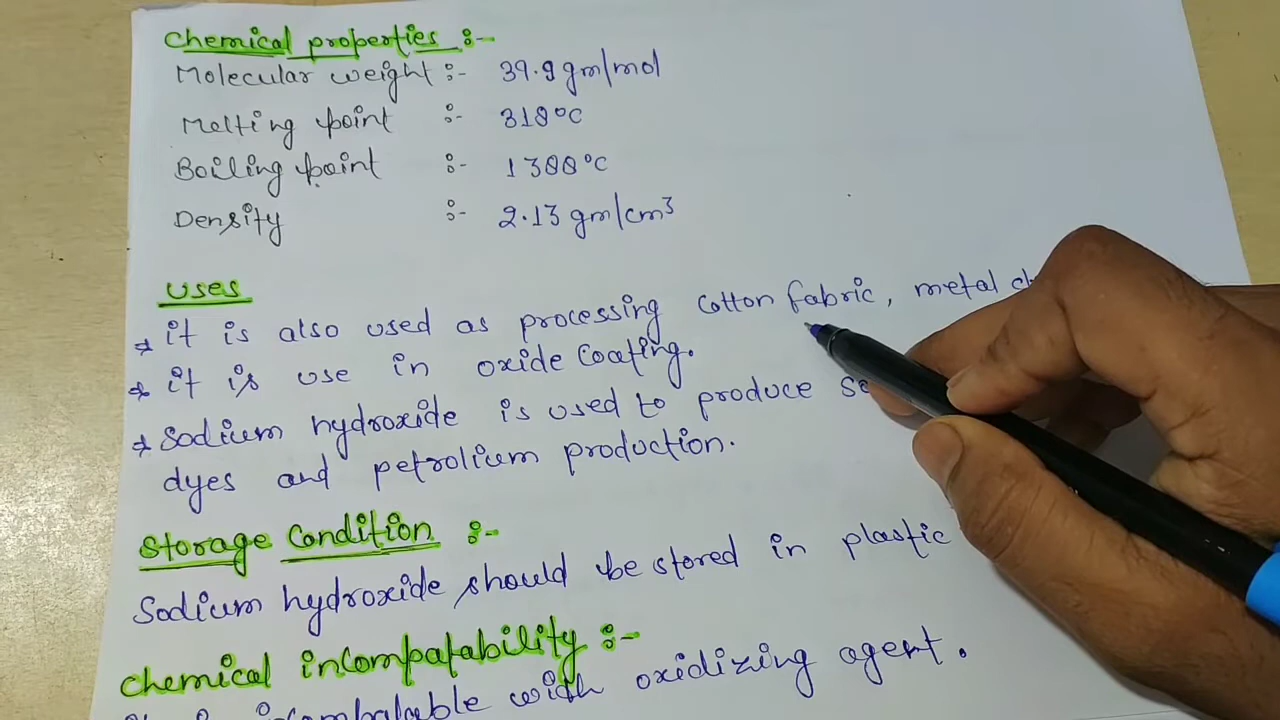 Chemical properties :-
Molecular weight :- 39.9 gm/mol
Melting point :- 318°C
Boiling point :- 1388°C
Density :- 2.13 gm/cm³
uses
* it is also used as processing cotton fabric, metal
* it is use in oxide coating.
* Sodium hydroxide is used to produce
dyes and petrolium production.
Storage Condition :-
Sodium hydroxide should be stored in plastic
chemical incompatability :-
incompatable with oxidizing agent.